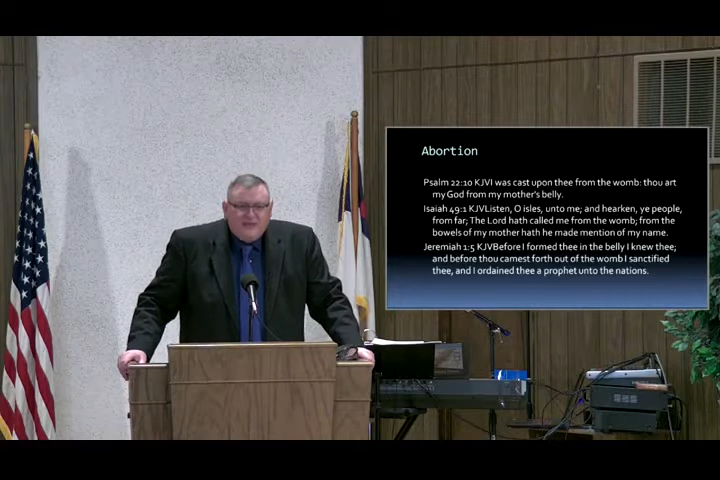 Abortion
Psalm 22:10 KJVI was cast upon thee from the womb: thou art
my God from my mother's belly.
Isaiah 49:1 KJVListen, O isles, unto me; and hearken, ye people,
from far; The Lord hath called me from the womb; from the
bowels of my mother hath he made mention of my name.
Jeremiah 1:5 KJVBefore I formed thee in the belly I knew thee;
and before thou camest forth out of the womb I sanctified
thee, and I ordained thee a prophet unto the nations.